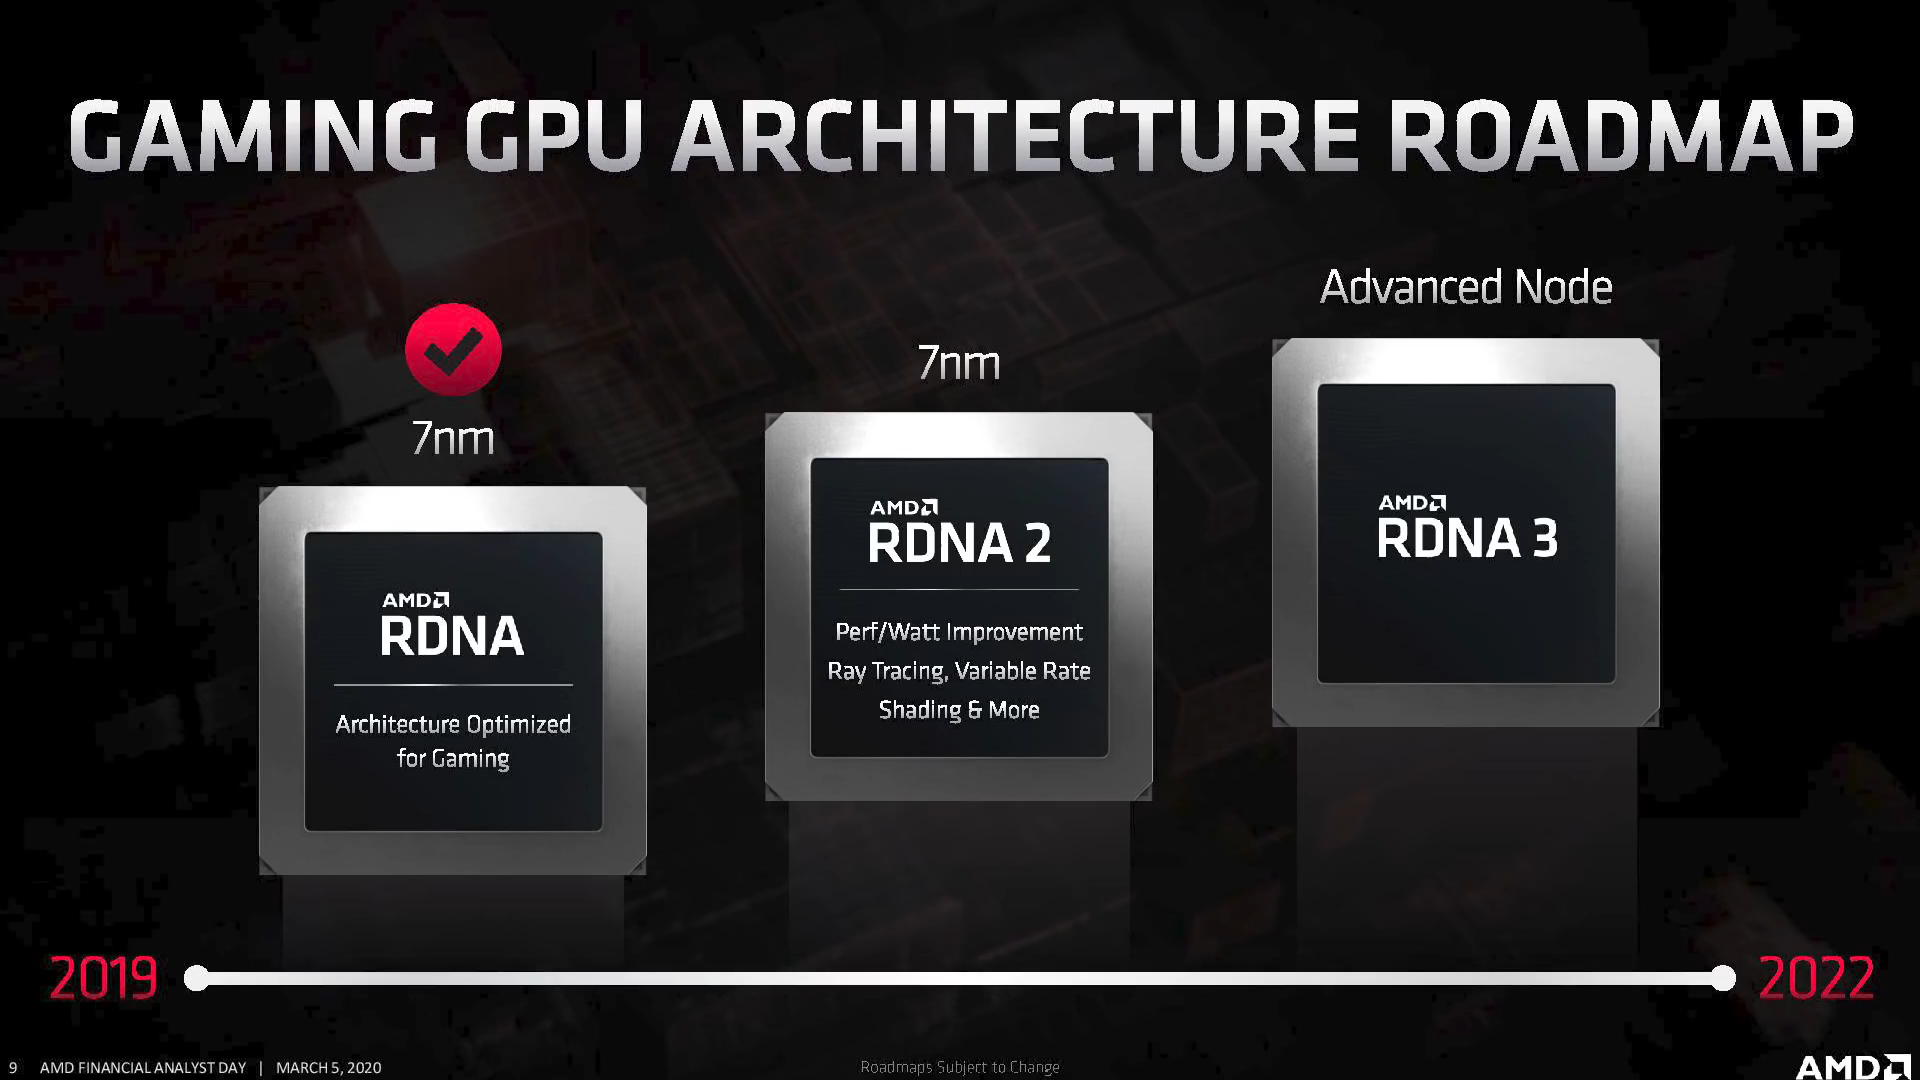 GAMING GPU ARCHITECTURE ROADMAP
7nm
AMD
RDNA
Architecture Optimized
for Gaming
7nm
AMD
RDNA 2
Perf/Watt Improvement
Ray Tracing, Variable Rate
Shading & More
Advanced Node
AMD
RDNA 3
2019
2022
9 AMD FINANCIAL ANALYST DAY | MARCH 5, 2020
Roadmaps Subject to Change
AMD